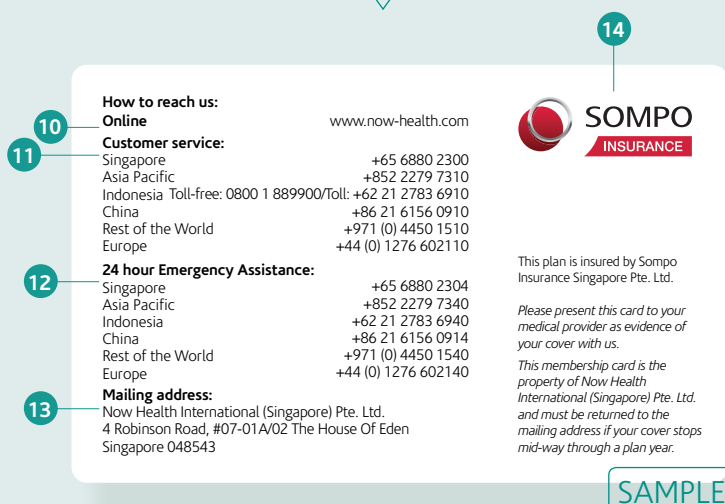 14
How to reach us:
10
Online www.now-health.com
11
Customer service:
Singapore +65 6880 2300
Asia Pacific +852 2279 7310
Indonesia Toll-free: 0800 1 889900/Toll: +62 21 2783 6910
China +86 21 6156 0910
Rest of the World +971 (0) 4450 1510
Europe +44 (0) 1276 602110
12
24 hour Emergency Assistance:
Singapore +65 6880 2304
Asia Pacific +852 2279 7340
Indonesia +62 21 2783 6940
China +86 21 6156 0914
Rest of the World +971 (0) 4450 1540
Europe +44 (0) 1276 602140
13
Mailing address:
Now Health International (Singapore) Pte. Ltd.
4 Robinson Road, #07-01A/02 The House Of Eden
Singapore 048543
SOMPO
INSURANCE
This plan is insured by Sompo
Insurance Singapore Pte. Ltd.
Please present this card to your
medical provider as evidence of
your cover with us.
This membership card is the
property of Now Health
International (Singapore) Pte. Ltd.
and must be returned to the
mailing address if your cover stops
mid-way through a plan year.
SAMPLE